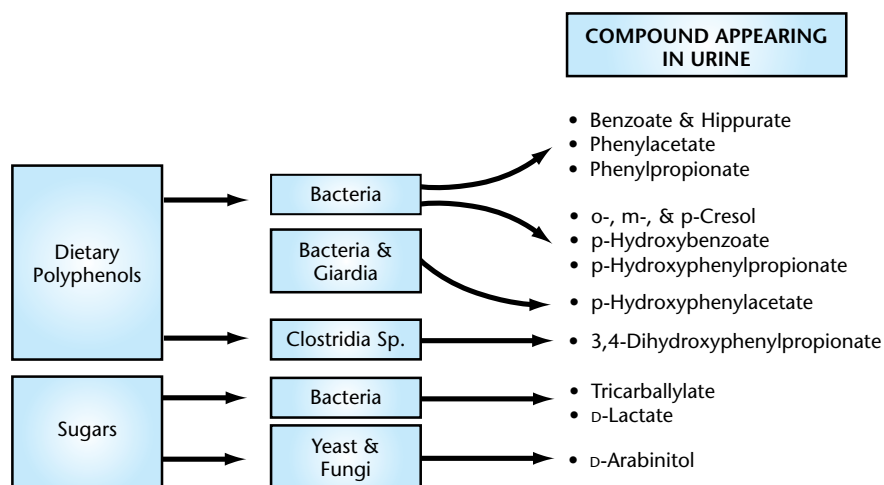 COMPOUND APPEARING
IN URINE
• Benzoate & Hippurate
• Phenylacetate
• Phenylpropionate
Dietary
Polyphenols
Bacteria
• o-, m-, & p-Cresol
• p-Hydroxybenzoate
• p-Hydroxyphenylpropionate
Bacteria &
Giardia
• p-Hydroxyphenylacetate
Clostridia Sp.
• 3,4-Dihydroxyphenylpropionate
Sugars
Bacteria
• Tricarballylate
• D-Lactate
Yeast &
Fungi
• D-Arabinitol